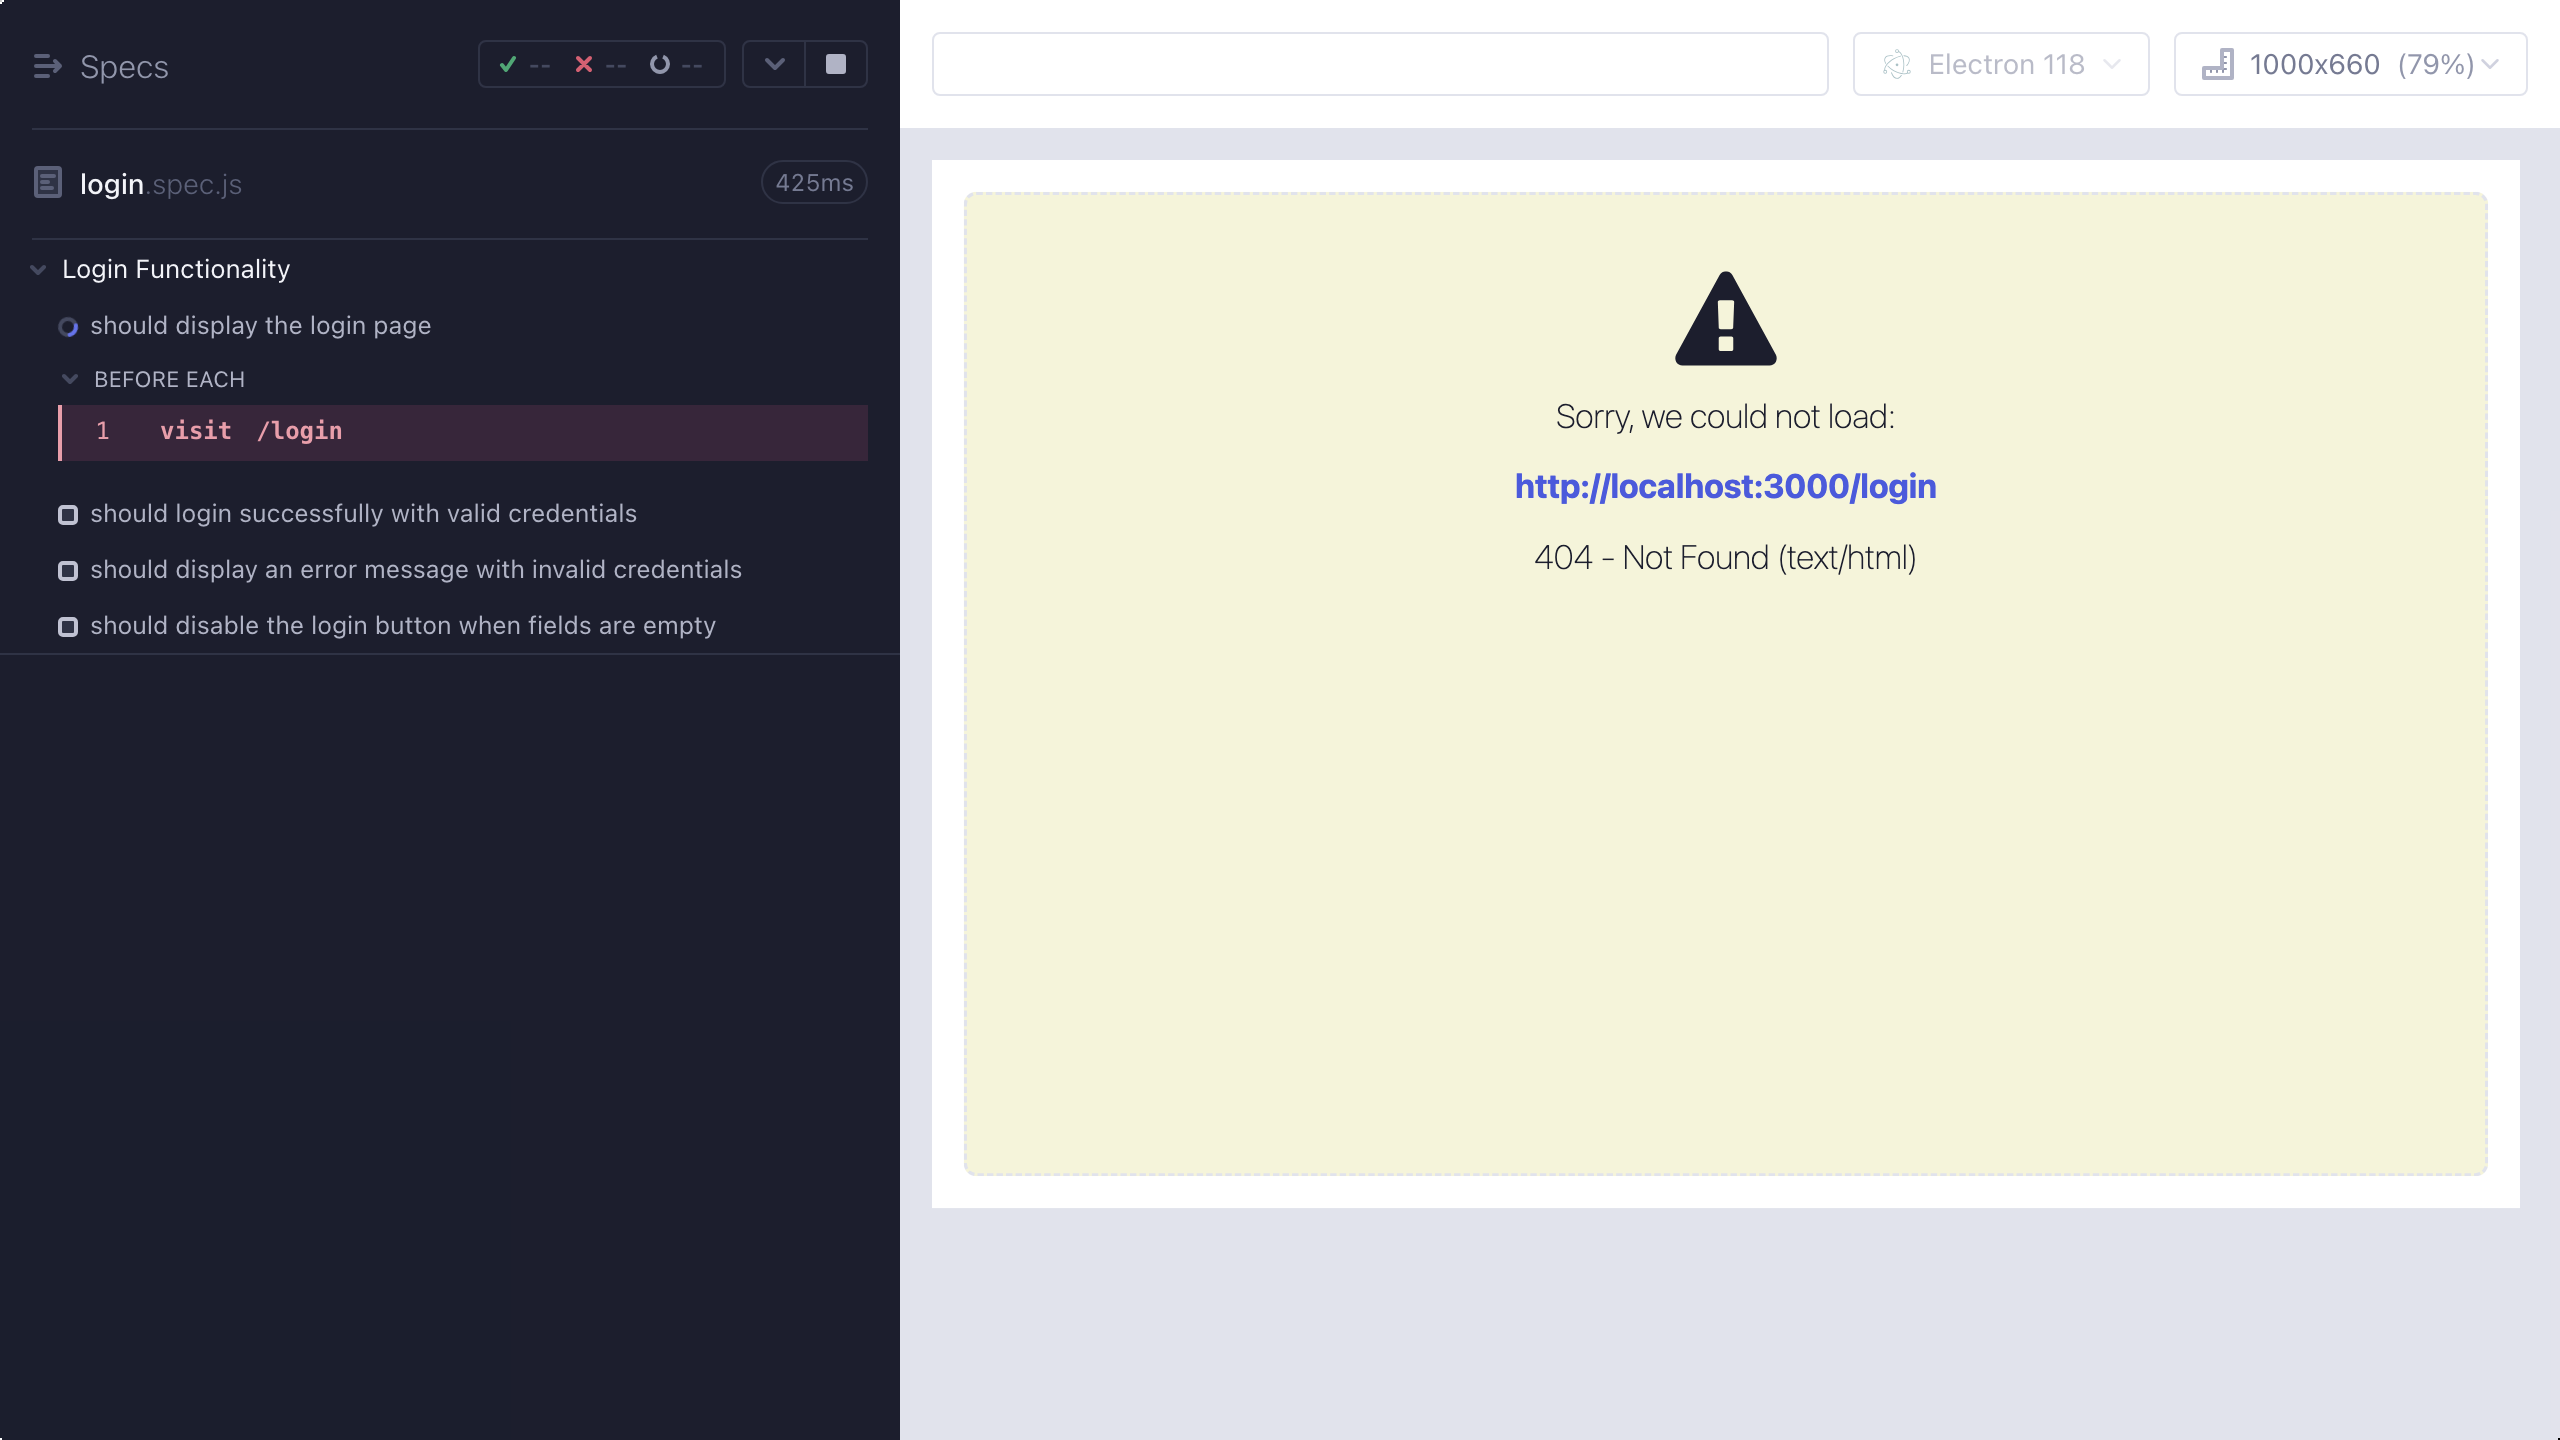 Specs
-- -- --
login.spec.js
425ms
Login Functionality
should display the login page
BEFORE EACH
1 visit /login
should login successfully with valid credentials
should display an error message with invalid credentials
should disable the login button when fields are empty
Electron 118
1000x660 (79%)
Sorry, we could not load:
http://localhost:3000/login
404 - Not Found (text/html)